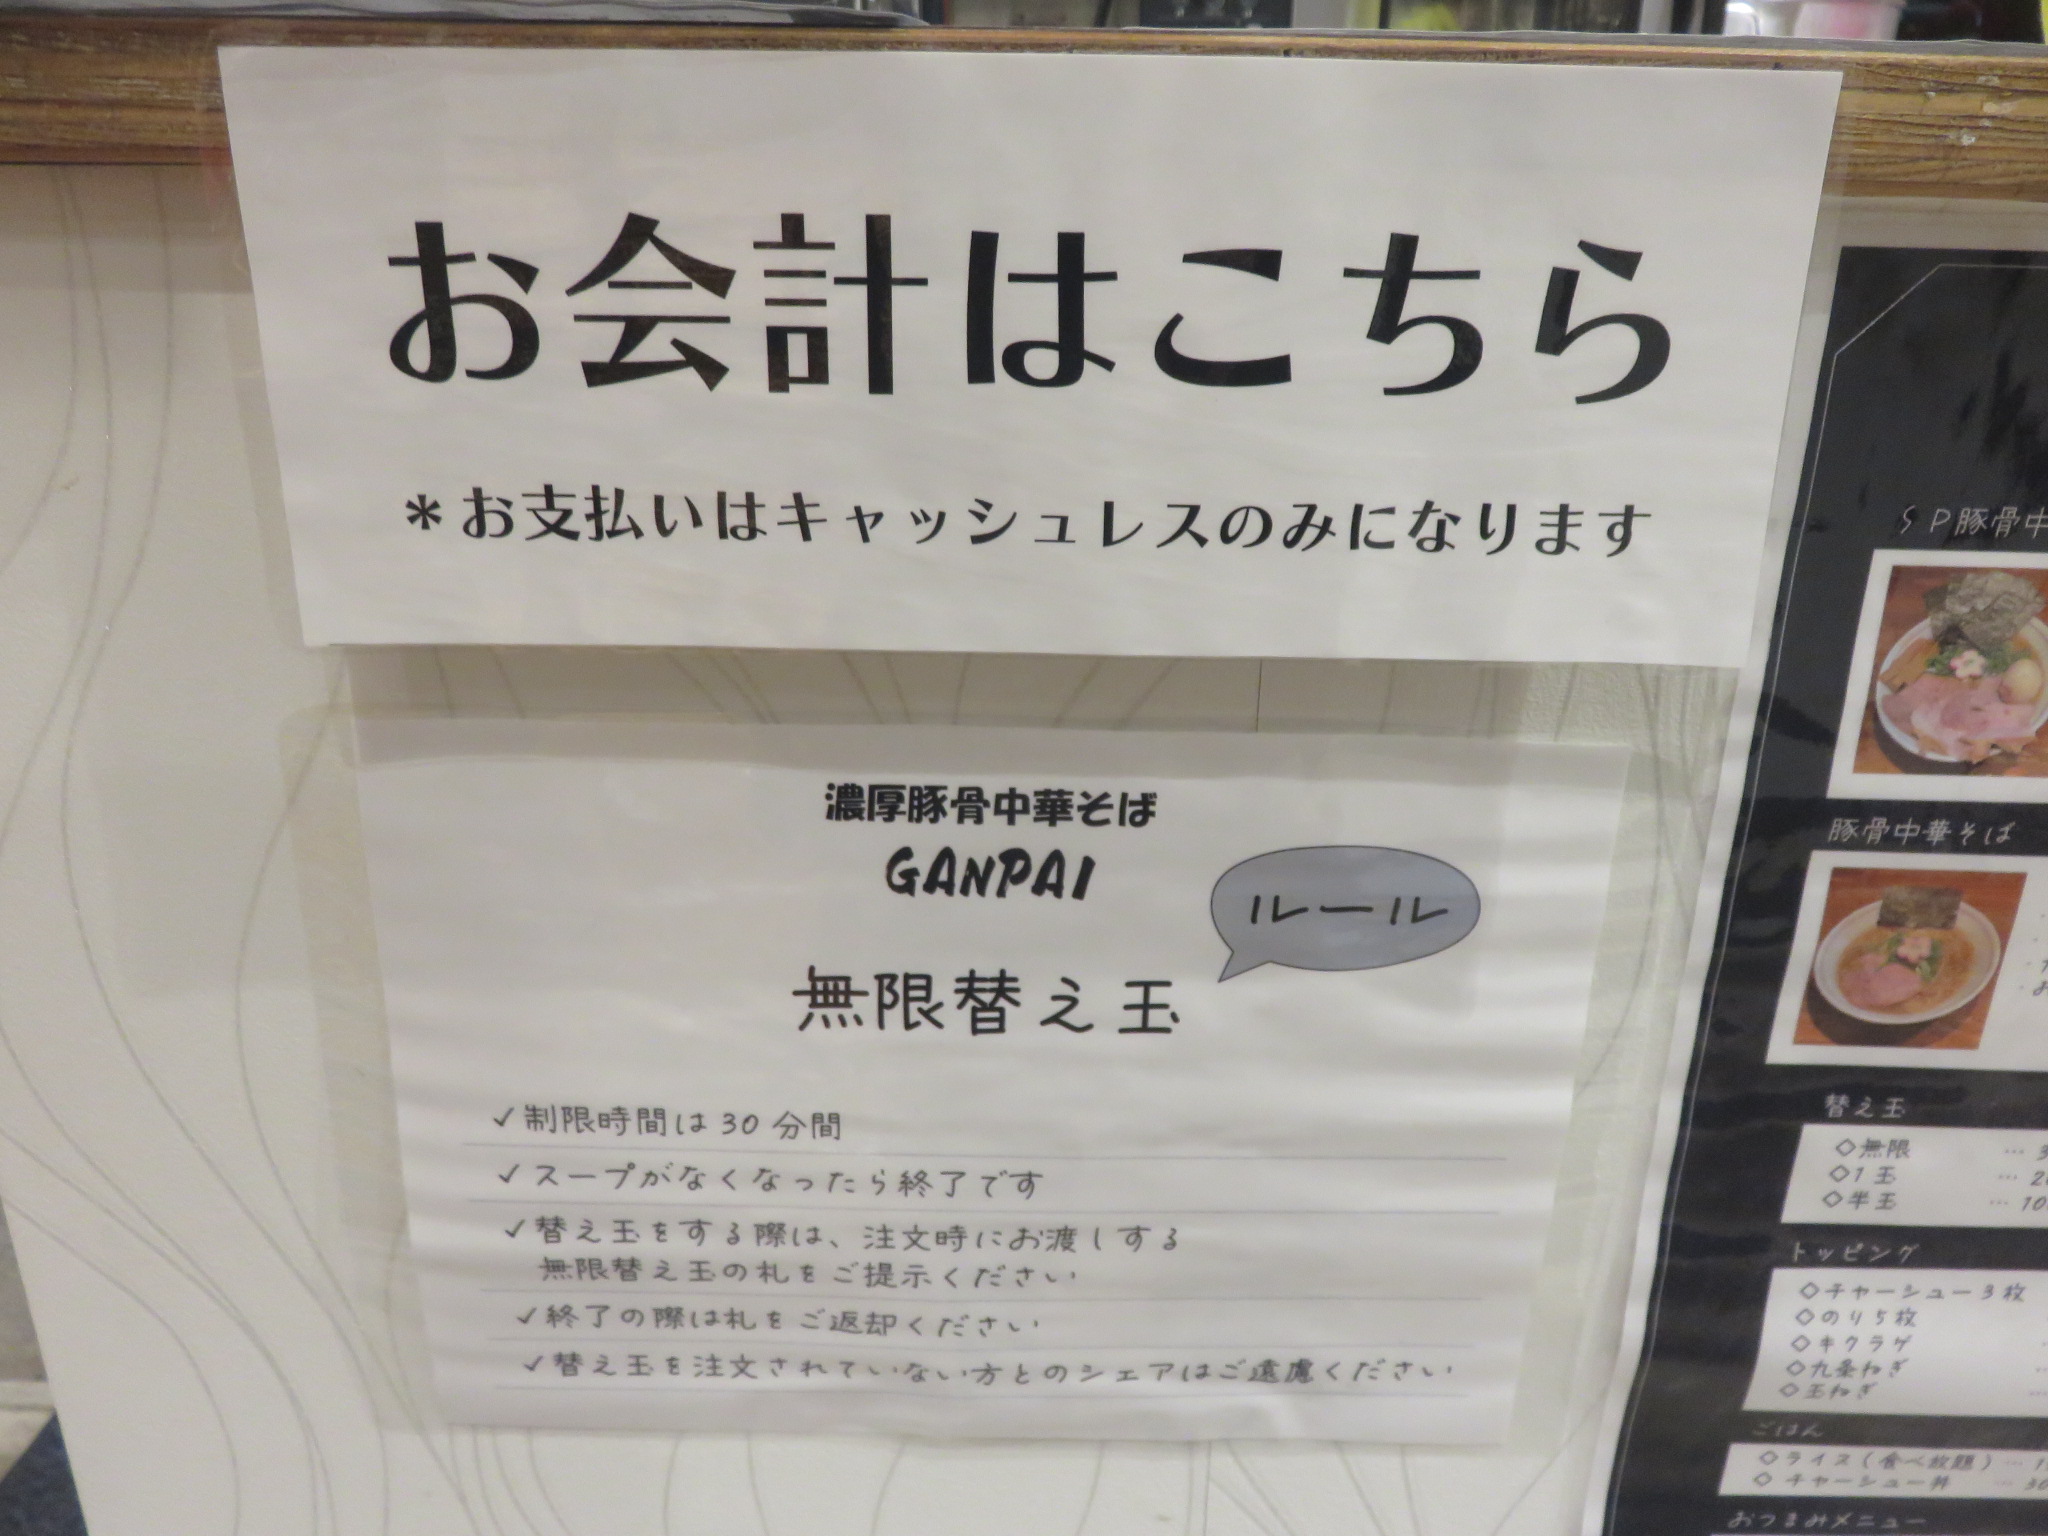 お会計はこちら
*お支払いはキャッシュレスのみになります
濃厚豚骨中華そば
GANPAI
ルール
無限替え玉
✓制限時間は30分間
✓スープがなくなったら終了です
✓替え玉をする際は、注文時にお渡しする
無限替え玉の札をご提示ください
✓終了の際は札をご返却ください
✓替え玉を注文されていない方とのシェアはご遠慮ください
SP豚骨中
豚骨中華そば
替え玉
◇無限 …
◇1玉 …
◇半玉 …
トッピング
◇チャーシュー3枚
◇のり5枚
◇キクラゲ
◇九条ねぎ
◇玉ねぎ
ごはん
◇ライス(食べ放題) …
◇チャーシュー丼 …
おつまみメニュー